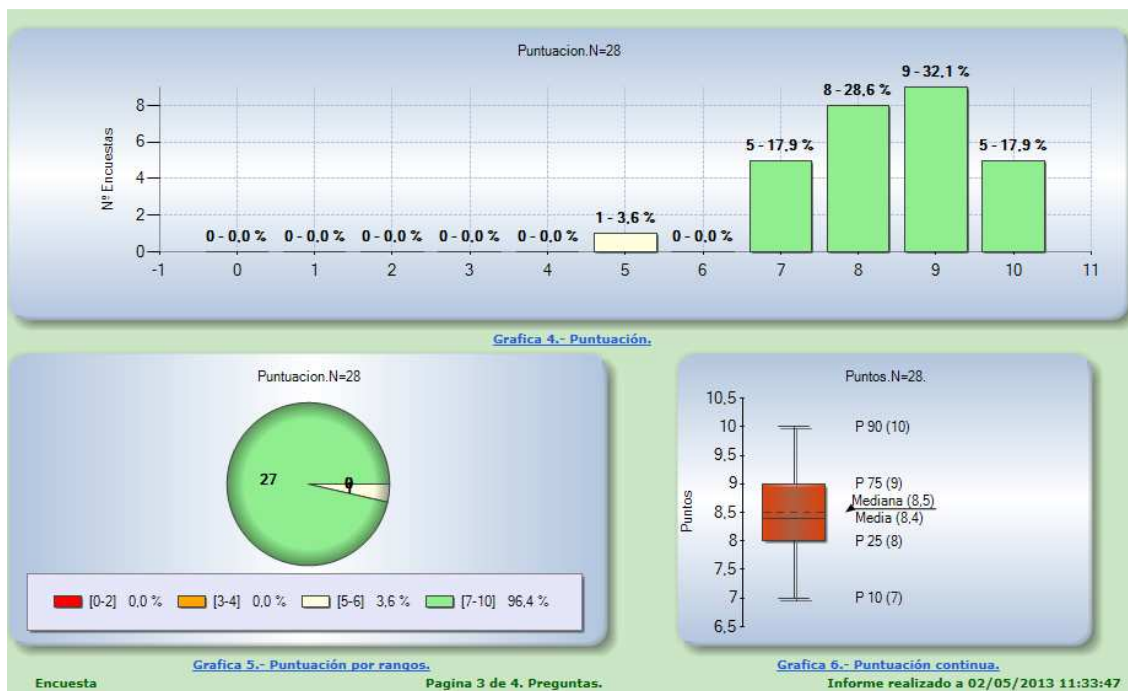 Puntuacion.N=28
9 - 32,1 %
8 - 28,6 %
5 - 17,9 %
5 - 17,9 %
1 - 3,6 %
0 - 0,0 %
0 - 0,0 %
0 - 0,0 %
0 - 0,0 %
0 - 0,0 %
0 - 0,0 %
Nº Encuestas
8
6
4
2
0
-1 0 1 2 3 4 5 6 7 8 9 10 11
Grafica 4.- Puntuación.
Puntuacion.N=28
27
[0-2] 0,0 % [3-4] 0,0 % [5-6] 3,6 % [7-10] 96,4 %
Grafica 5.- Puntuación por rangos.
Puntos.N=28.
Puntos
10,5
10
9,5
9
8,5
8
7,5
7
6,5
P 90 (10)
P 75 (9)
Mediana (8,5)
Media (8,4)
P 25 (8)
P 10 (7)
Grafica 6.- Puntuación continua.
Encuesta Pagina 3 de 4. Preguntas. Informe realizado a 02/05/2013 11:33:47